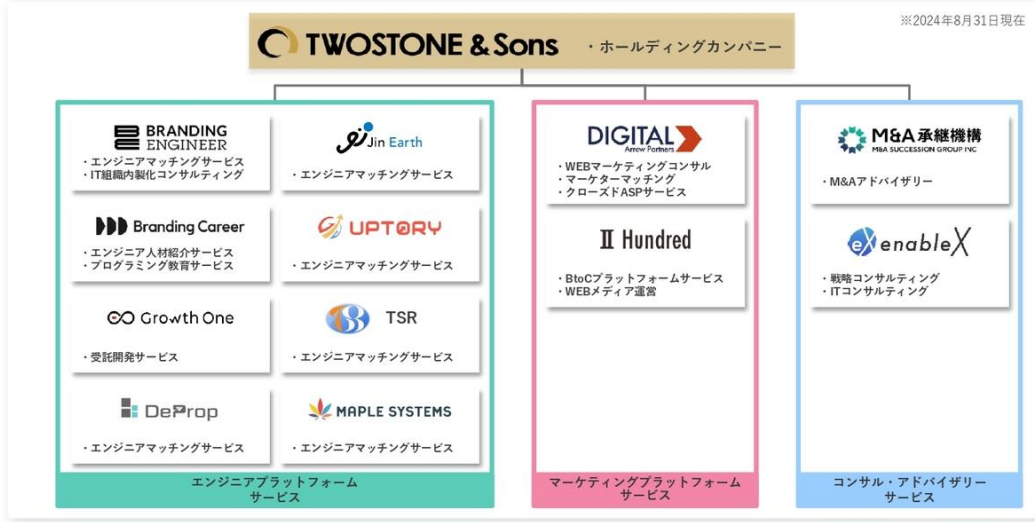 ※2024年8月31日現在
TWOSTONE & Sons ・ホールディングカンパニー
BRANDING
ENGINEER
・エンジニアマッチングサービス
・IT組織内製化コンサルティング
Jin Earth
・エンジニアマッチングサービス
Branding Career
・エンジニア人材紹介サービス
・プログラミング教育サービス
UPTORY
・エンジニアマッチングサービス
Growth One
・受託開発サービス
TSR
・エンジニアマッチングサービス
DeProp
・エンジニアマッチングサービス
MAPLE SYSTEMS
・エンジニアマッチングサービス
エンジニアプラットフォーム
サービス
DIGITAL
Arrow Partners
・WEBマーケティングコンサル
・マーケターマッチング
・クローズドASPサービス
II Hundred
・BtoCプラットフォームサービス
・WEBメディア運営
マーケティングプラットフォーム
サービス
M&A承継機構
M&A SUCCESSION GROUP INC
・M&Aアドバイザリー
eX enableX
・戦略コンサルティング
・ITコンサルティング
コンサル・アドバイザリー
サービス